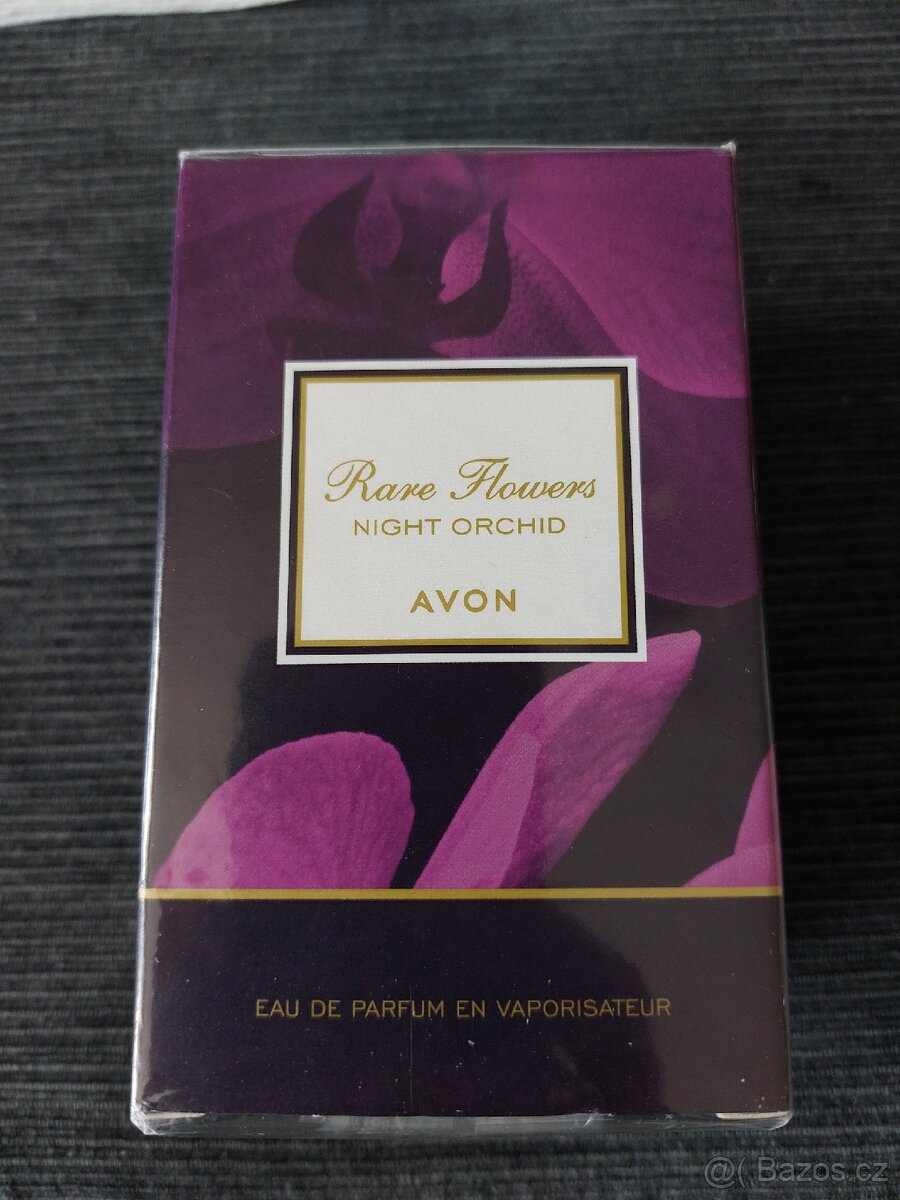 Rare Flowers
NIGHT ORCHID
AVON
EAU DE PARFUM EN VAPORISATEUR
@( Bazos.cz